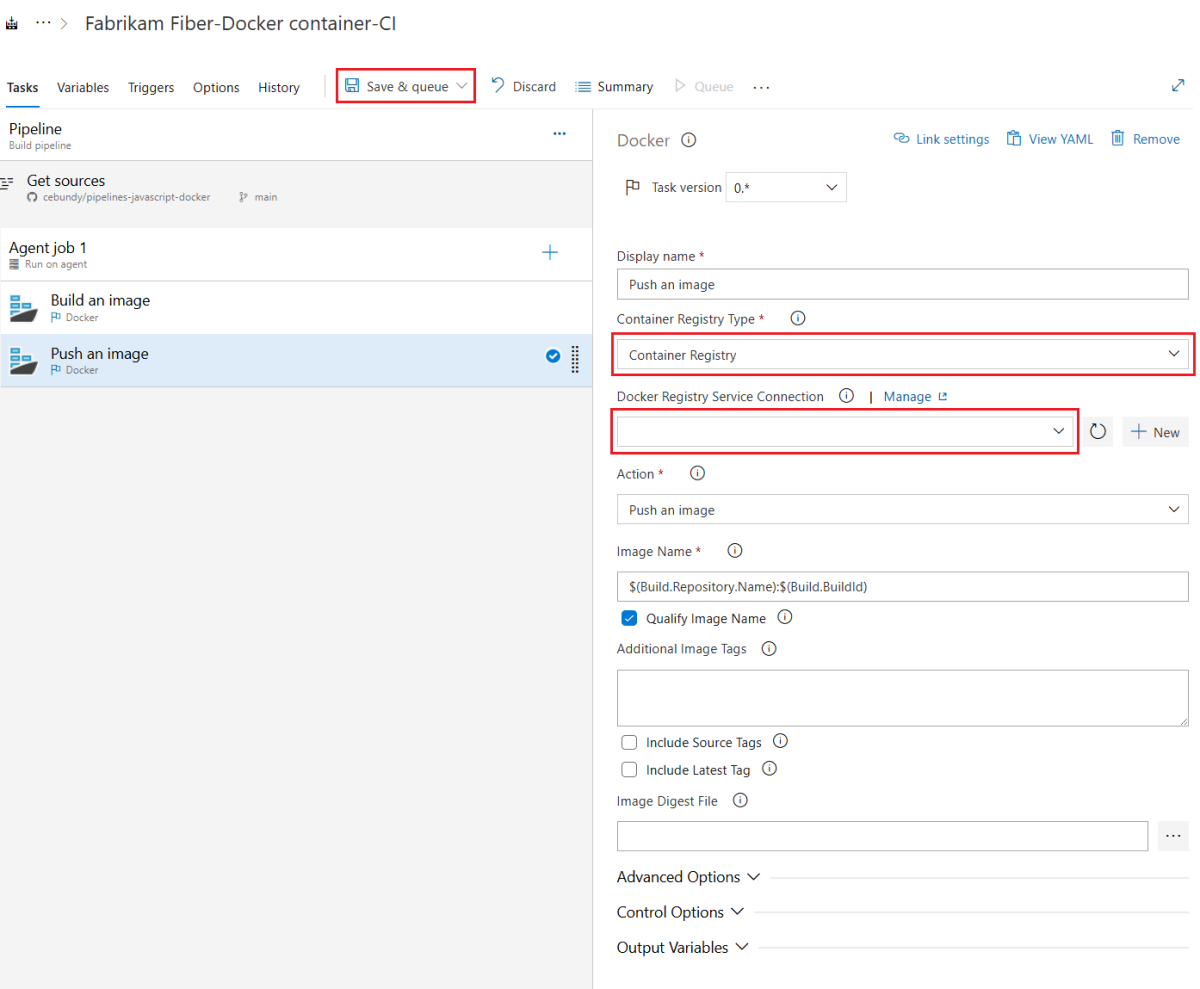 ··· > Fabrikam Fiber-Docker container-CI
Tasks Variables Triggers Options History Save & queue Discard Summary Queue ···
Pipeline ···
Build pipeline
Get sources
cebundy/pipelines-javascript-docker main
Agent job 1 +
Run on agent
Build an image
Docker
Push an image
Docker
Docker Link settings View YAML Remove
Task version 0.*
Display name *
Push an image
Container Registry Type *
Container Registry
Docker Registry Service Connection | Manage
+ New
Action *
Push an image
Image Name *
$(Build.Repository.Name):$(Build.BuildId)
Qualify Image Name
Additional Image Tags
Include Source Tags
Include Latest Tag
Image Digest File
···
Advanced Options
Control Options
Output Variables